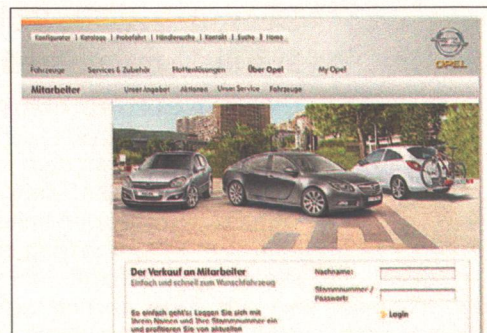 Konfigurator | Kataloge | Probefahrt | Händlersuche | Kontakt | Suche | Home
OPEL
Fahrzeuge Services & Zubehör Flottenlösungen Über Opel My Opel
Mitarbeiter Unser Angebot Aktionen Unser Service Fahrzeuge
Der Verkauf an Mitarbeiter
Einfach und schnell zum Wunschfahrzeug
Nachname:
Stammnummer /
Passwort:
So einfach geht's: Loggen Sie sich mit
Ihrem Namen und Ihre Stammnummer ein
und profitieren Sie von aktuellen
Login